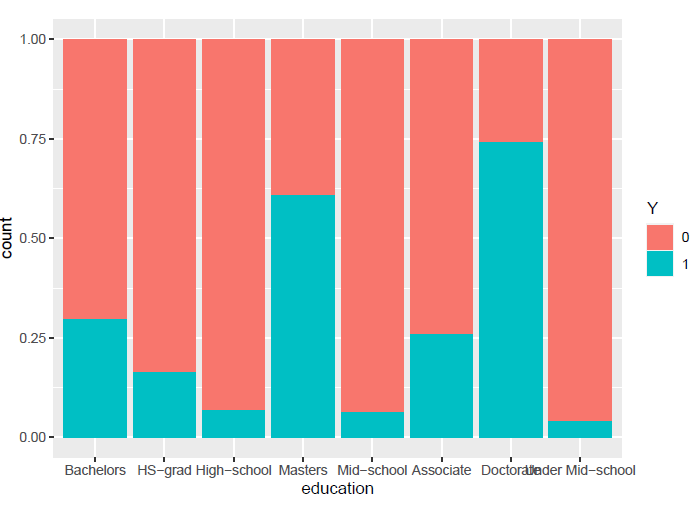 1.00
0.75
0.50
0.25
0.00
count
Bachelors HS−grad High−school Masters Mid−school Associate Doctorate Under Mid−school
education
Y
0
1